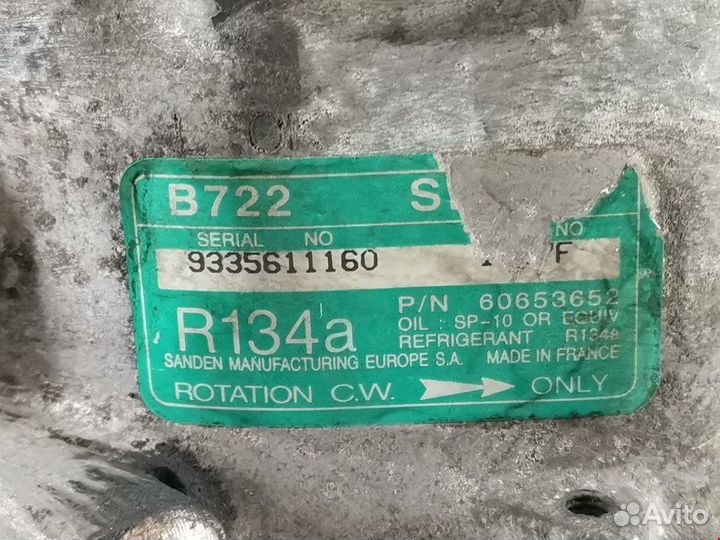 B722 S
SERIAL NO NO
9335611160 F
R134a
P/N 60653652
OIL : SP-10 OR EQUIV
REFRIGERANT : R134a
SANDEN MANUFACTURING EUROPE S.A. MADE IN FRANCE
ROTATION C.W. ONLY
Avito